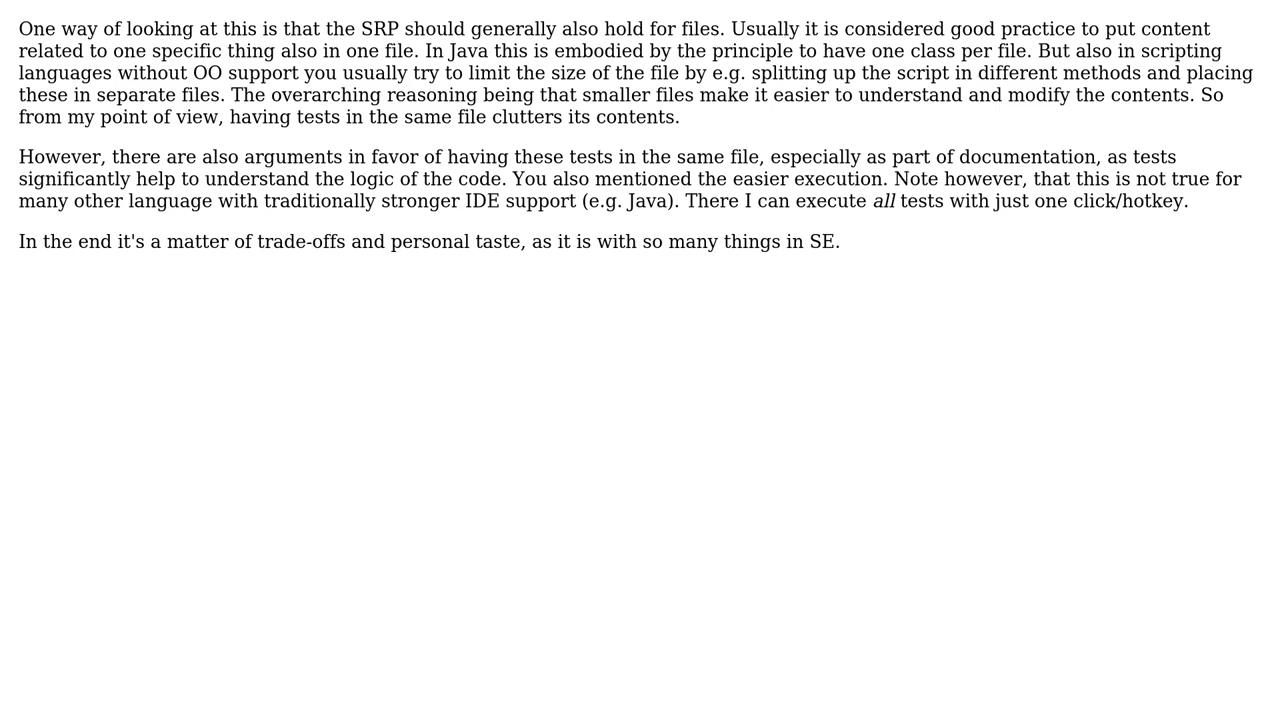 One way of looking at this is that the SRP should generally also hold for files. Usually it is considered good practice to put content
related to one specific thing also in one file. In Java this is embodied by the principle to have one class per file. But also in scripting
languages without OO support you usually try to limit the size of the file by e.g. splitting up the script in different methods and placing
these in separate files. The overarching reasoning being that smaller files make it easier to understand and modify the contents. So
from my point of view, having tests in the same file clutters its contents.
However, there are also arguments in favor of having these tests in the same file, especially as part of documentation, as tests
significantly help to understand the logic of the code. You also mentioned the easier execution. Note however, that this is not true for
many other language with traditionally stronger IDE support (e.g. Java). There I can execute all tests with just one click/hotkey.
In the end it's a matter of trade-offs and personal taste, as it is with so many things in SE.